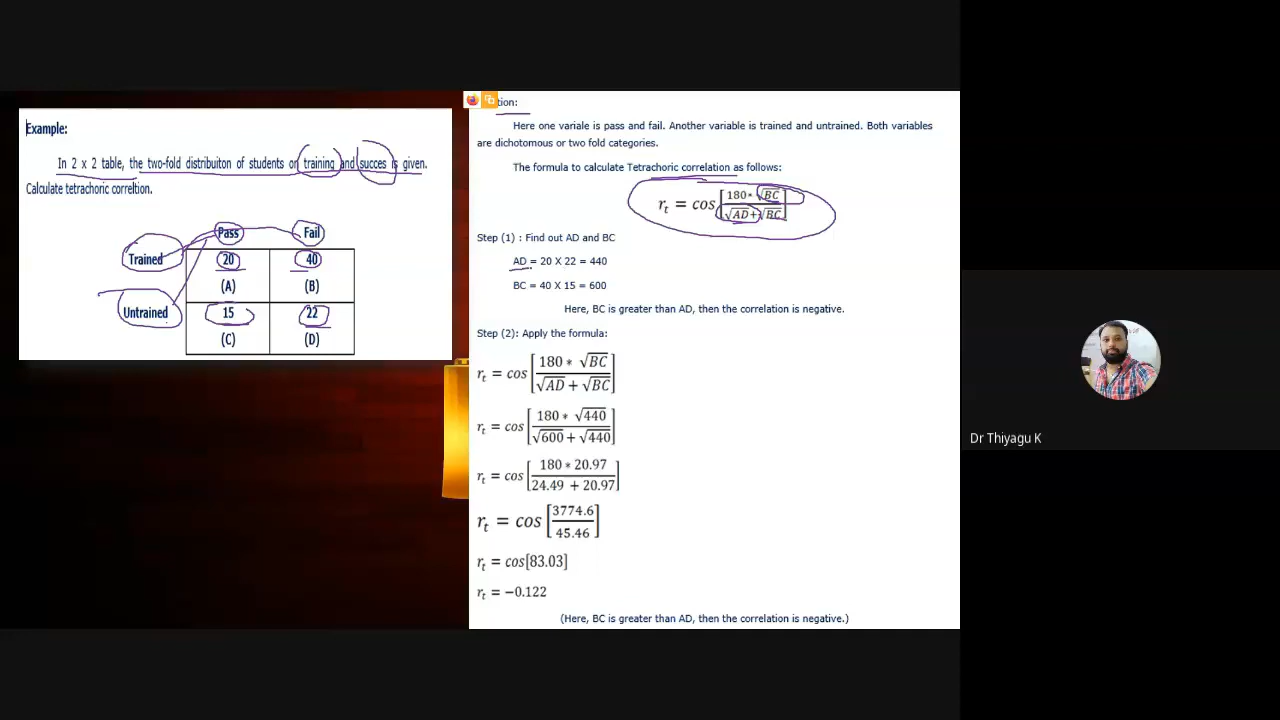 Example:
In 2 x 2 table, the two-fold distribuiton of students on training and succes is given.
Calculate tetrachoric correltion.
Pass Fail
Trained 20 40
(A) (B)
Untrained 15 22
(C) (D)
tion:
Here one variale is pass and fail. Another variable is trained and untrained. Both variables
are dichotomous or two fold categories.
The formula to calculate Tetrachoric correlation as follows:
r_t = cos[180* √BC / √AD+√BC]
Step (1) : Find out AD and BC
AD = 20 X 22 = 440
BC = 40 X 15 = 600
Here, BC is greater than AD, then the correlation is negative.
Step (2): Apply the formula:
r_t = cos[180 * √BC / √AD + √BC]
r_t = cos[180 * √440 / √600 + √440]
r_t = cos[180 * 20.97 / 24.49 + 20.97]
r_t = cos[3774.6 / 45.46]
r_t = cos[83.03]
r_t = −0.122
(Here, BC is greater than AD, then the correlation is negative.)
Dr Thiyagu K